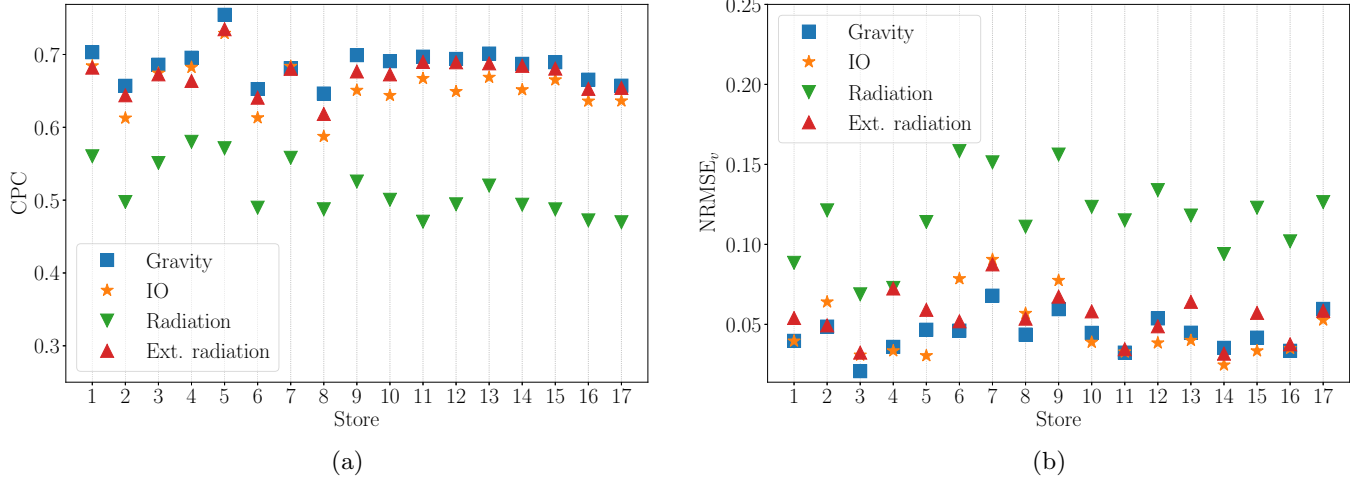 0.7
0.6
0.5
0.4
0.3
CPC
Gravity
IO
Radiation
Ext. radiation
1 2 3 4 5 6 7 8 9 10 11 12 13 14 15 16 17
Store
(a)
0.25
0.20
0.15
0.10
0.05
NRMSEv
Gravity
IO
Radiation
Ext. radiation
1 2 3 4 5 6 7 8 9 10 11 12 13 14 15 16 17
Store
(b)